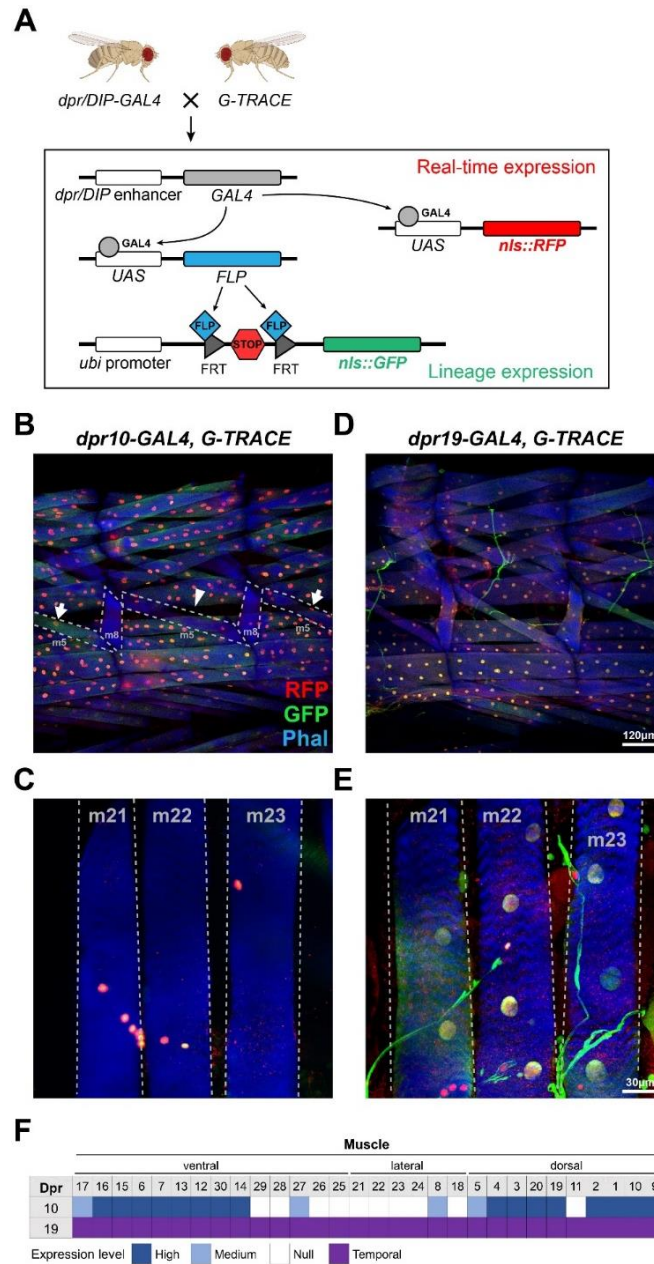 A
dpr/DIP-GAL4 × G-TRACE
Real-time expression
dpr/DIP enhancer GAL4
GAL4
UAS nls::RFP
GAL4
UAS FLP
FLP FLP
STOP
ubi promoter FRT FRT nls::GFP
Lineage expression
B dpr10-GAL4, G-TRACE
m5 m8 m5 m8 m5
RFP
GFP
Phal
D dpr19-GAL4, G-TRACE
120μm
C
m21 m22 m23
E
m21 m22 m23
30μm
F
Muscle
ventral lateral dorsal
Dpr 17 16 15 6 7 13 12 30 14 29 28 27 26 25 21 22 23 24 8 18 5 4 3 20 19 11 2 1 10 9
10
19
Expression level High Medium Null Temporal